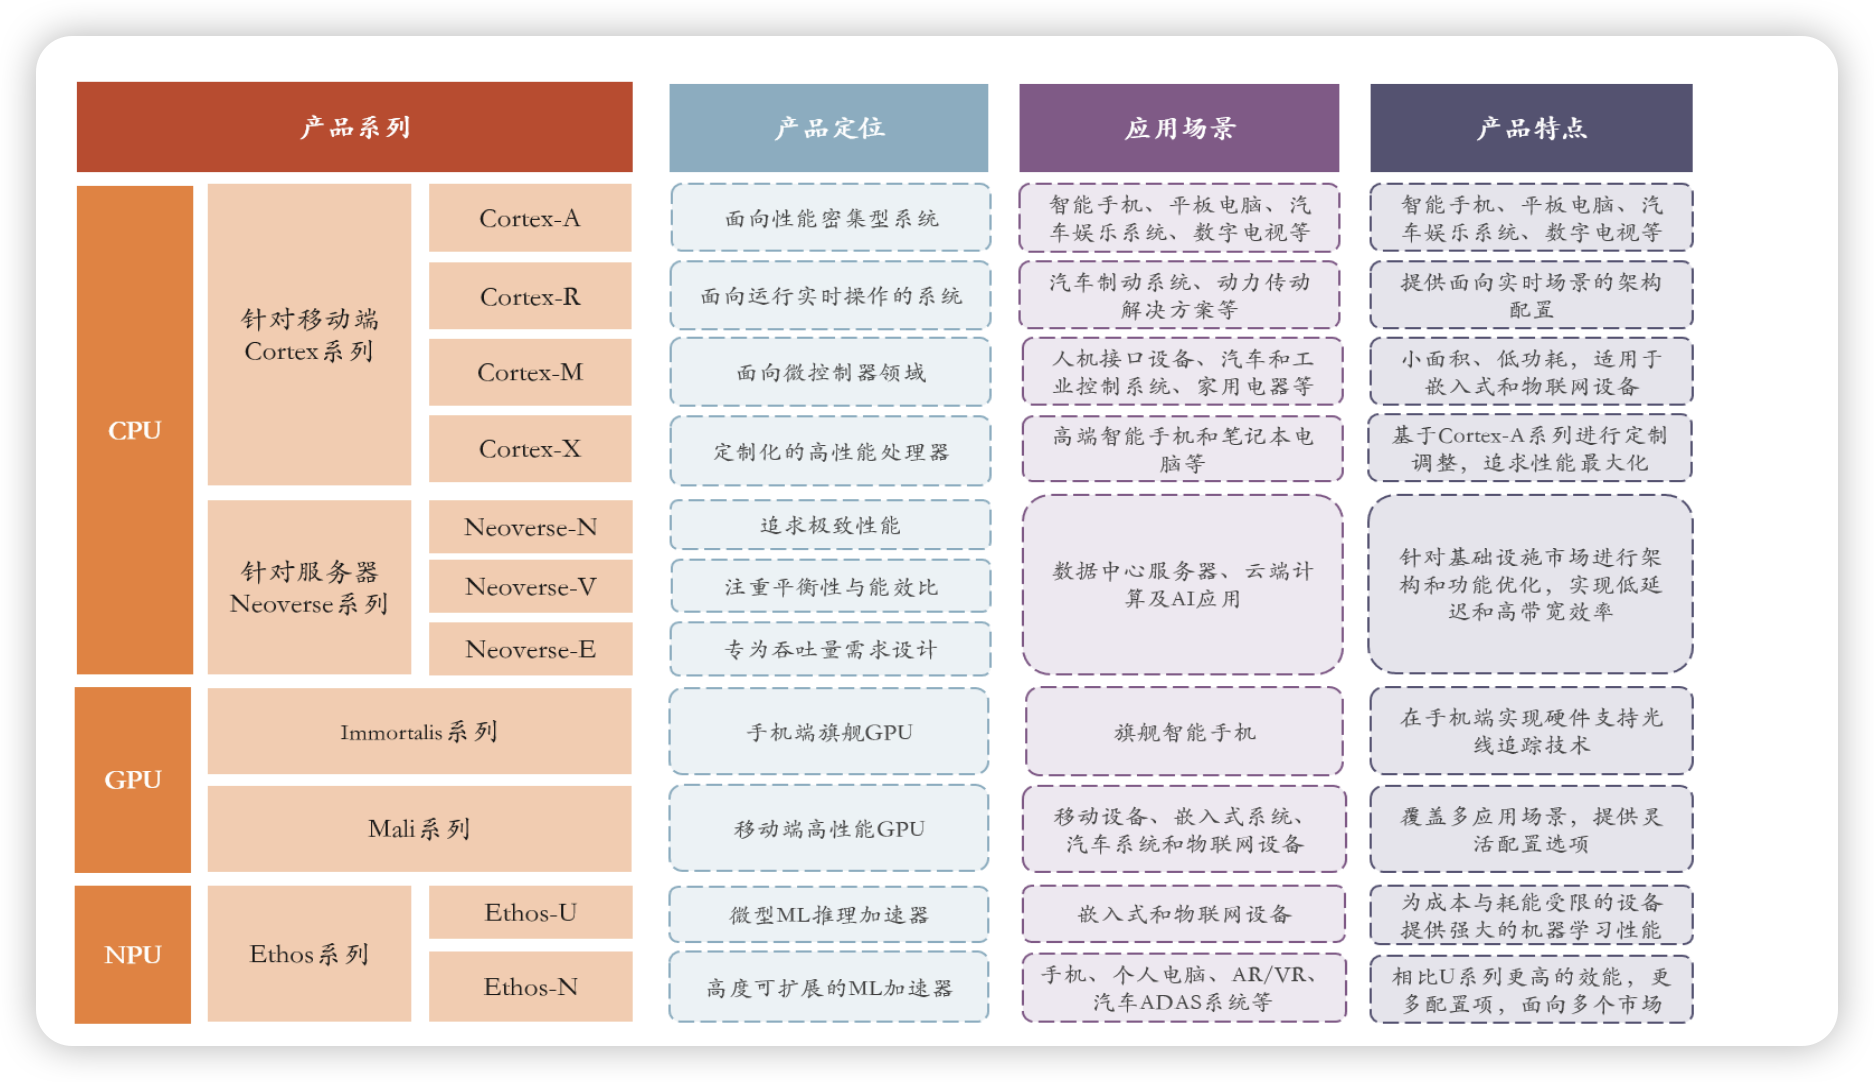 产品系列
产品定位
应用场景
产品特点
CPU
针对移动端
Cortex系列
Cortex-A
面向性能密集型系统
智能手机、平板电脑、汽
车娱乐系统、数字电视等
智能手机、平板电脑、汽
车娱乐系统、数字电视等
Cortex-R
面向运行实时操作的系统
汽车制动系统、动力传动
解决方案等
提供面向实时场景的架构
配置
Cortex-M
面向微控制器领域
人机接口设备、汽车和工
业控制系统、家用电器等
小面积、低功耗，适用于
嵌入式和物联网设备
Cortex-X
定制化的高性能处理器
高端智能手机和笔记本电
脑等
基于Cortex-A系列进行定制
调整，追求性能最大化
针对服务器
Neoverse系列
Neoverse-N
追求极致性能
Neoverse-V
注重平衡性与能效比
Neoverse-E
专为吞吐量需求设计
数据中心服务器、云端计
算及AI应用
针对基础设施市场进行架
构和功能优化，实现低延
迟和高带宽效率
GPU
Immortalis系列
手机端旗舰GPU
旗舰智能手机
在手机端实现硬件支持光
线追踪技术
Mali系列
移动端高性能GPU
移动设备、嵌入式系统、
汽车系统和物联网设备
覆盖多应用场景，提供灵
活配置选项
NPU
Ethos系列
Ethos-U
微型ML推理加速器
嵌入式和物联网设备
为成本与耗能受限的设备
提供强大的机器学习性能
Ethos-N
高度可扩展的ML加速器
手机、个人电脑、AR/VR、
汽车ADAS系统等
相比U系列更高的效能，更
多配置项，面向多个市场